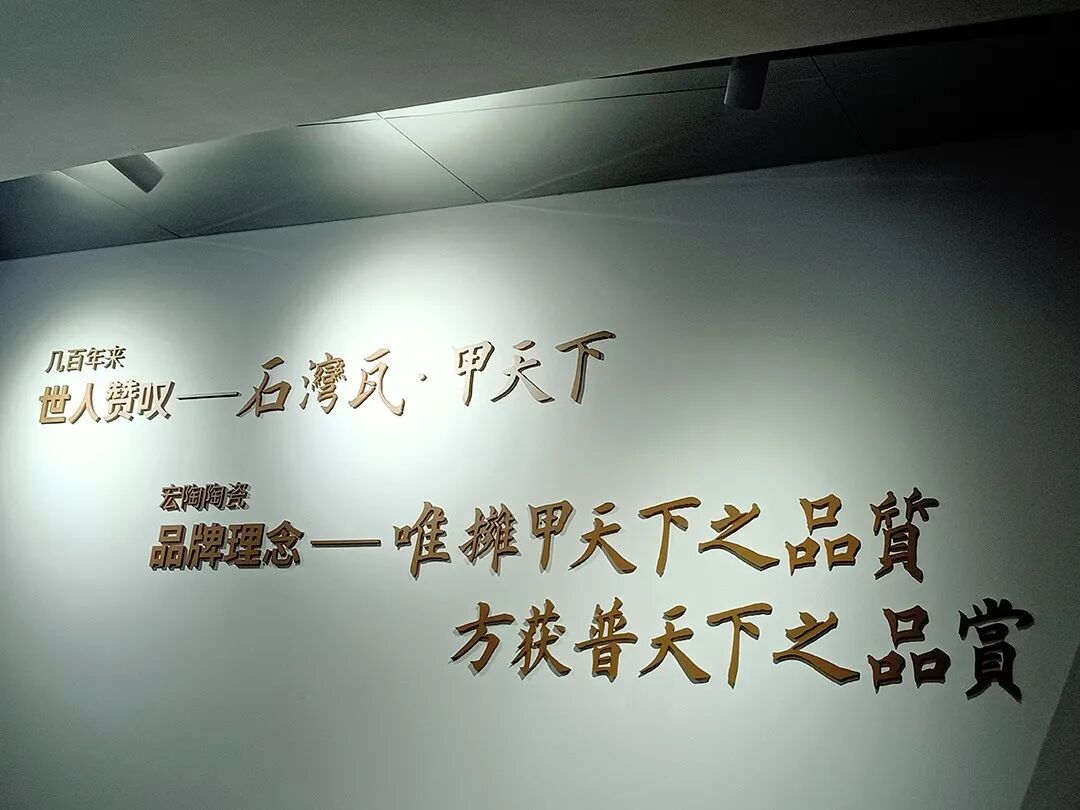 几百年来
世人赞叹—石灣瓦·甲天下
宏陶陶瓷
品牌理念—唯擁甲天下之品質
方获普天下之品賞